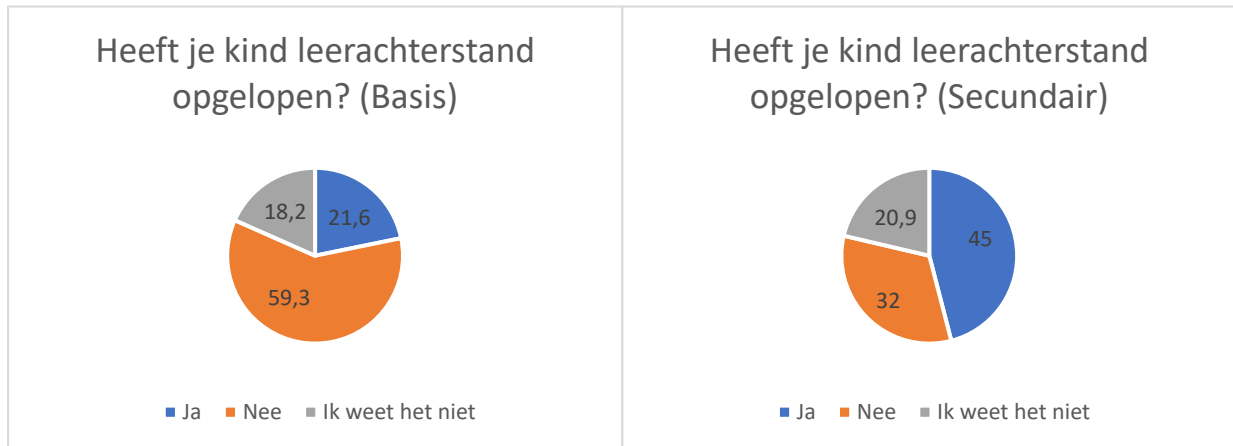 Heeft je kind leerachterstand
opgelopen? (Basis)
18,2
21,6
59,3
Ja
Nee
Ik weet het niet
Heeft je kind leerachterstand
opgelopen? (Secundair)
20,9
45
32
Ja
Nee
Ik weet het niet